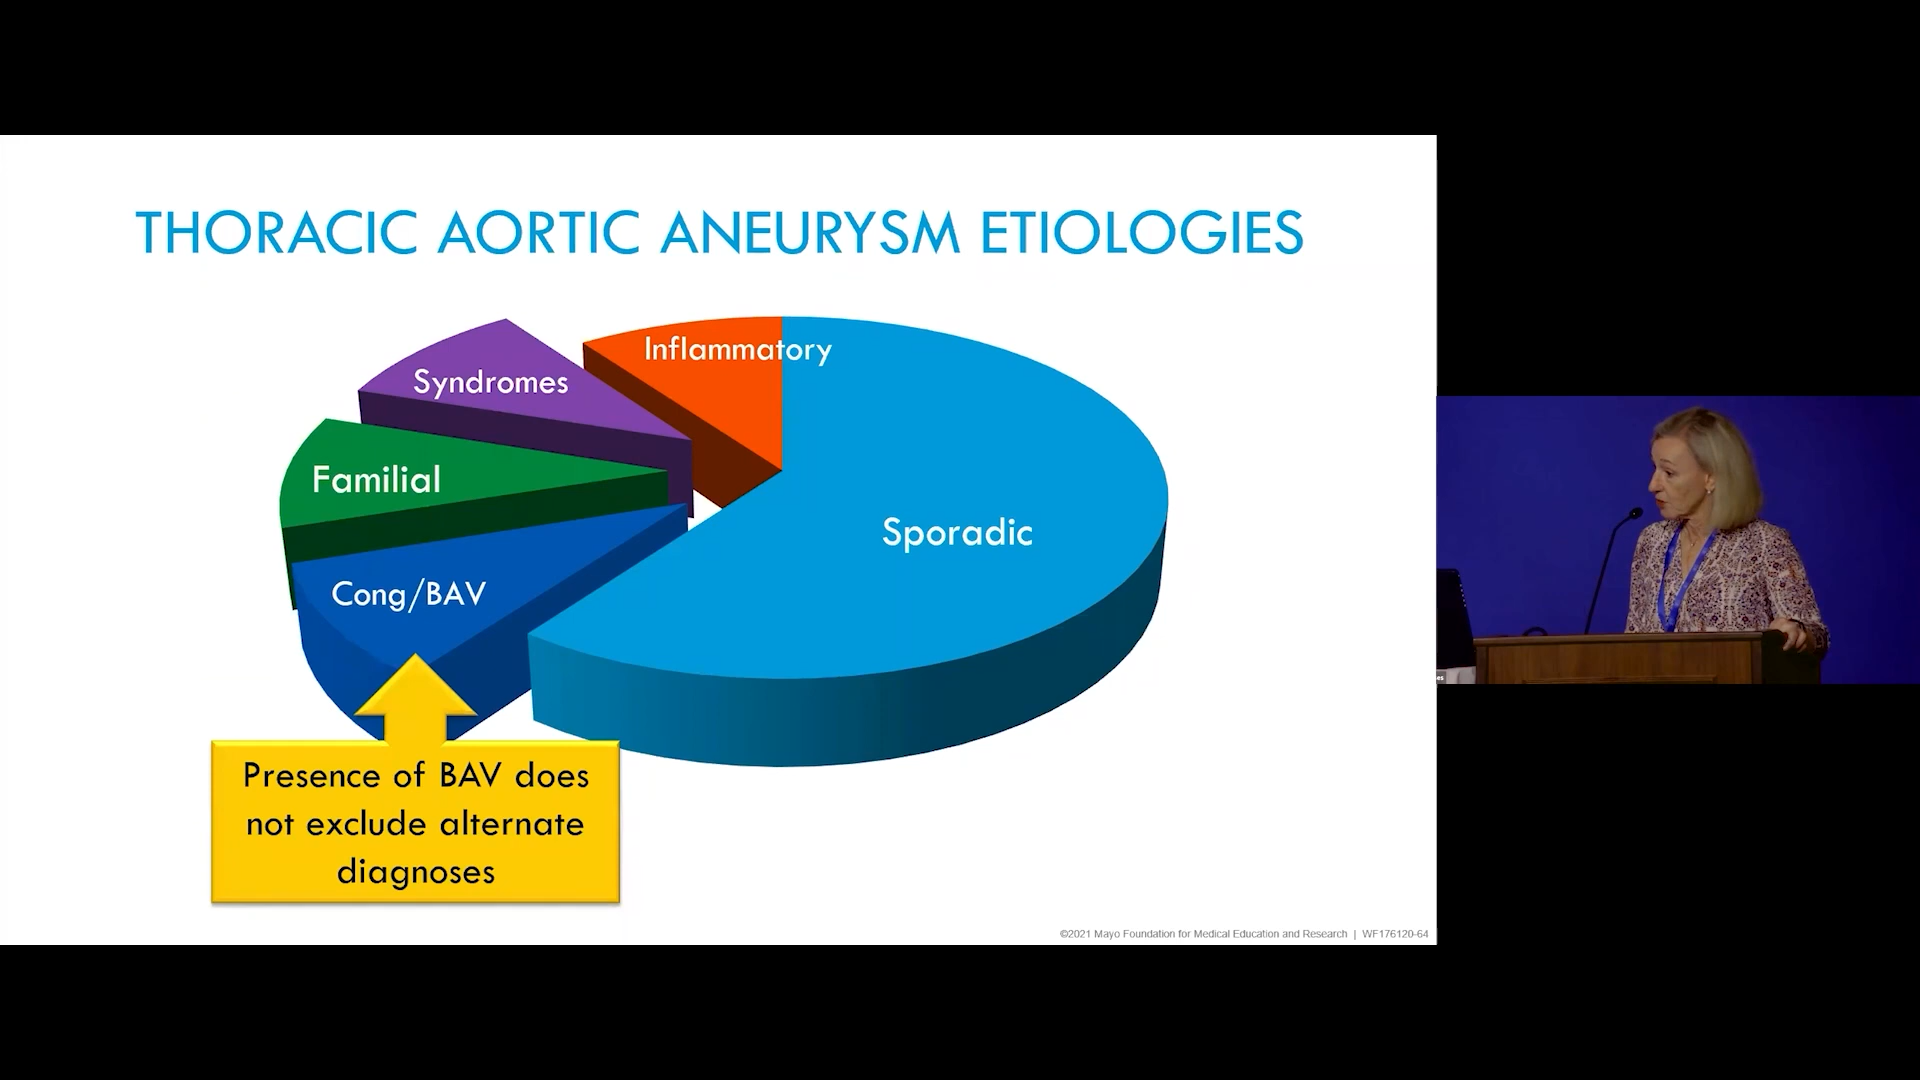 THORACIC AORTIC ANEURYSM ETIOLOGIES
Inflammatory
Syndromes
Familial
Sporadic
Cong/BAV
Presence of BAV does
not exclude alternate
diagnoses
©2021 Mayo Foundation for Medical Education and Research | WF176120-64